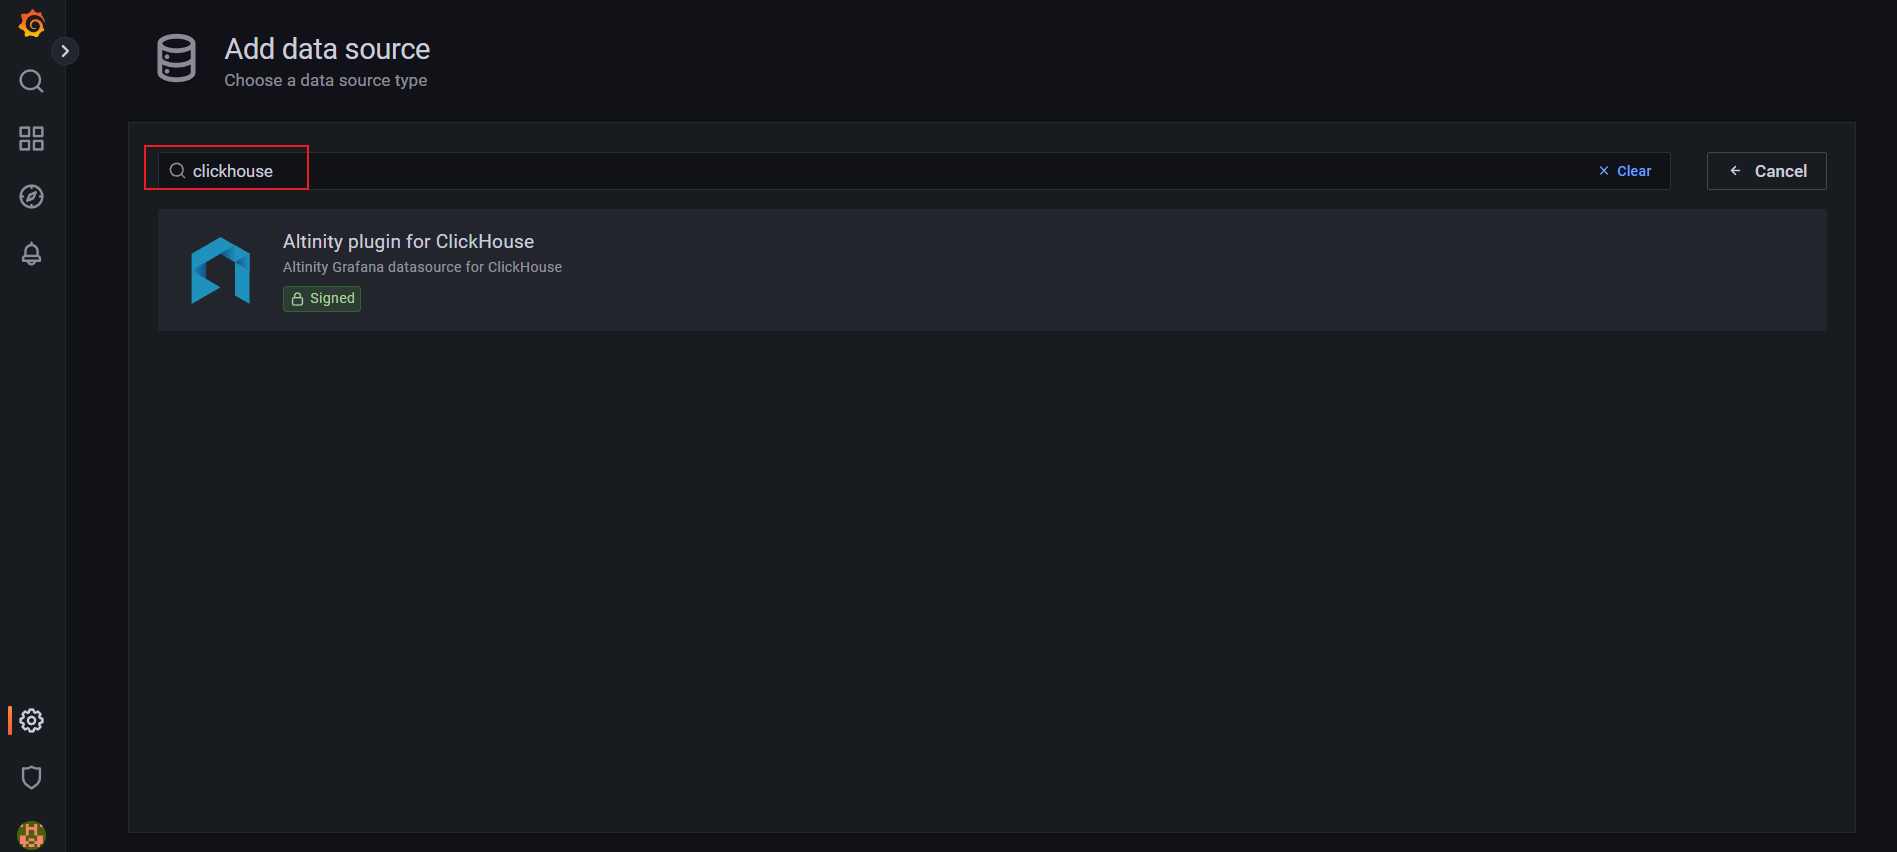 Add data source
Choose a data source type
clickhouse
Clear
Cancel
Altinity plugin for ClickHouse
Altinity Grafana datasource for ClickHouse
Signed